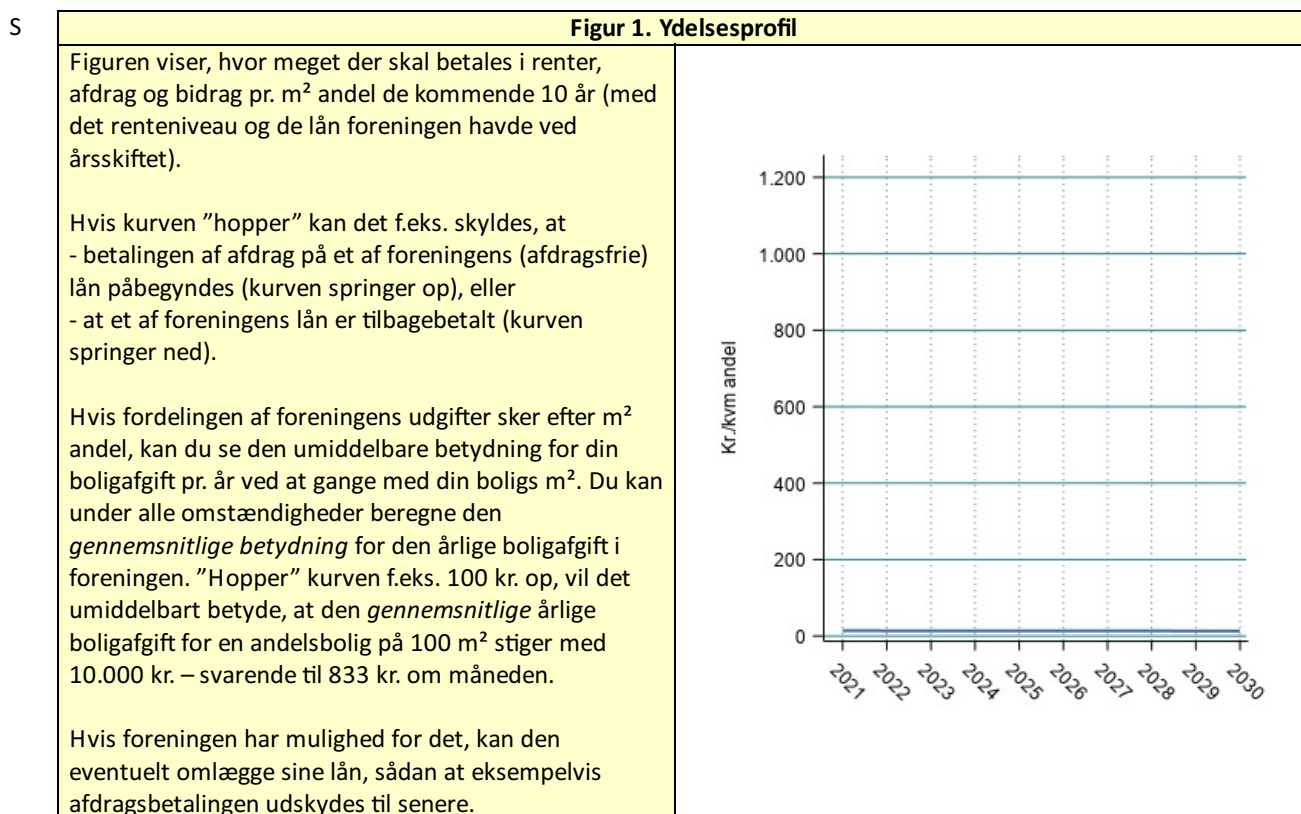 S
Figur 1. Ydelsesprofil
Figuren viser, hvor meget der skal betales i renter,
afdrag og bidrag pr. m² andel de kommende 10 år (med
det renteniveau og de lån foreningen havde ved
årsskiftet).
Hvis kurven ”hopper” kan det f.eks. skyldes, at
- betalingen af afdrag på et af foreningens (afdragsfrie)
lån påbegyndes (kurven springer op), eller
- at et af foreningens lån er tilbagebetalt (kurven
springer ned).
Hvis fordelingen af foreningens udgifter sker efter m²
andel, kan du se den umiddelbare betydning for din
boligafgift pr. år ved at gange med din boligs m². Du kan
under alle omstændigheder beregne den
gennemsnitlige betydning for den årlige boligafgift i
foreningen. ”Hopper” kurven f.eks. 100 kr. op, vil det
umiddelbart betyde, at den gennemsnitlige årlige
boligafgift for en andelsbolig på 100 m² stiger med
10.000 kr. – svarende til 833 kr. om måneden.
Hvis foreningen har mulighed for det, kan den
eventuelt omlægge sine lån, sådan at eksempelvis
afdragsbetalingen udskydes til senere.
Kr./kvm andel
1.200
1.000
800
600
400
200
0
2021
2022
2023
2024
2025
2026
2027
2028
2029
2030